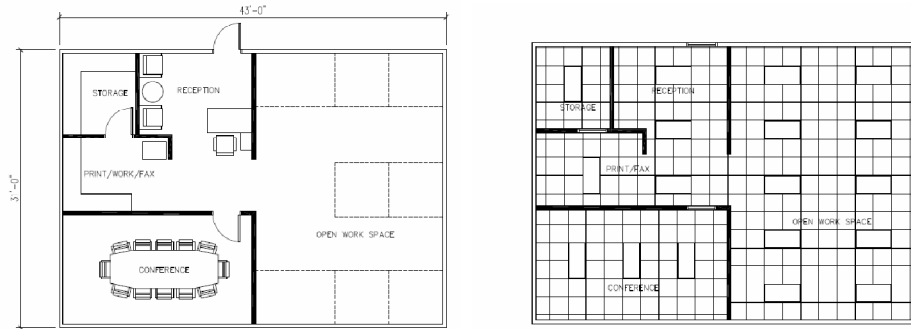 43'-0"
STORAGE
RECEPTION
PRINT/WORK/FAX
31'-0"
OPEN WORK SPACE
CONFERENCE
STORAGE
RECEPTION
PRINT/FAX
OPEN WORK SPACE
CONFERENCE